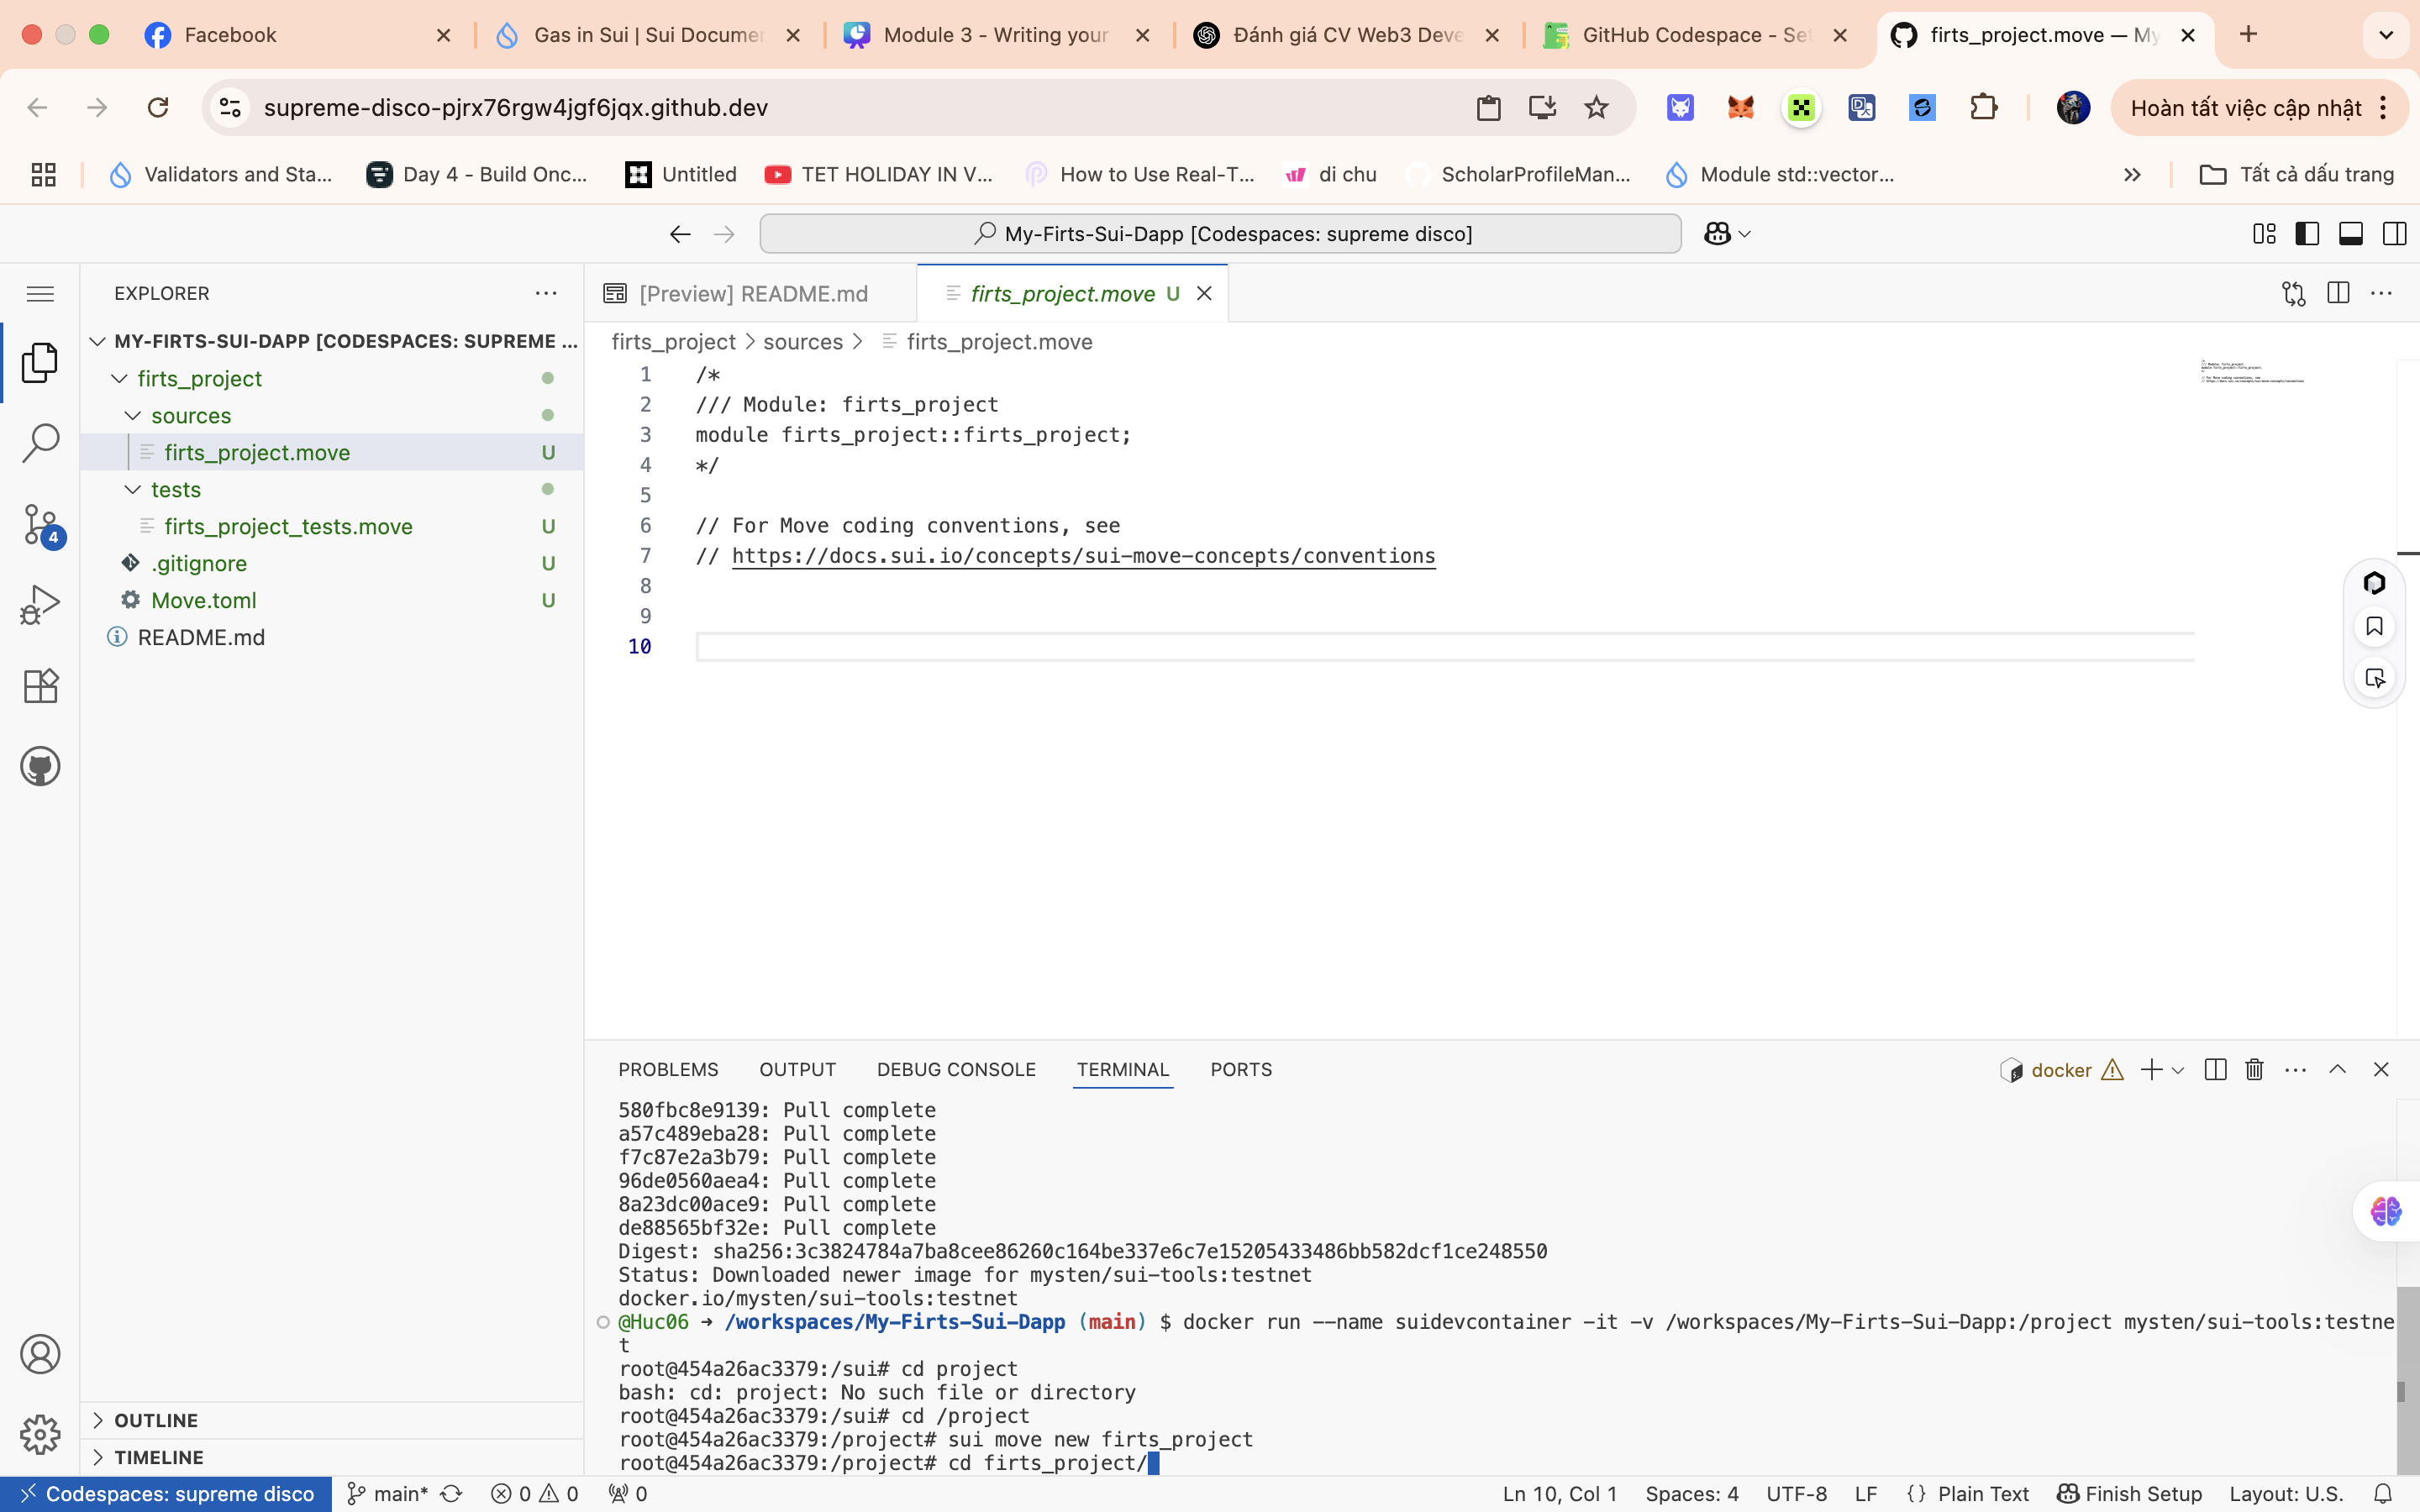 Facebook
Gas in Sui | Sui Documen
Module 3 - Writing your
Đánh giá CV Web3 Deve
GitHub Codespace - Set
firts_project.move — My
supreme-disco-pjrx76rgw4jgf6jqx.github.dev
Hoàn tất việc cập nhật
Validators and Sta...
Day 4 - Build Onc...
Untitled
TET HOLIDAY IN V...
How to Use Real-T...
di chu
ScholarProfileMan...
Module std::vector...
Tất cả dấu trang
My-Firts-Sui-Dapp [Codespaces: supreme disco]
EXPLORER
MY-FIRTS-SUI-DAPP [CODESPACES: SUPREME ...
firts_project
sources
firts_project.move U
tests
firts_project_tests.move U
.gitignore U
Move.toml U
README.md
4
OUTLINE
TIMELINE
[Preview] README.md
firts_project.move U
firts_project > sources > firts_project.move
1 /*
2 /// Module: firts_project
3 module firts_project::firts_project;
4 */
5
6 // For Move coding conventions, see
7 // https://docs.sui.io/concepts/sui-move-concepts/conventions
8
9
10
PROBLEMS OUTPUT DEBUG CONSOLE TERMINAL PORTS
docker
580fbc8e9139: Pull complete
a57c489eba28: Pull complete
f7c87e2a3b79: Pull complete
96de0560aea4: Pull complete
8a23dc00ace9: Pull complete
de88565bf32e: Pull complete
Digest: sha256:3c3824784a7ba8cee86260c164be337e6c7e15205433486bb582dcf1ce248550
Status: Downloaded newer image for mysten/sui-tools:testnet
docker.io/mysten/sui-tools:testnet
@Huc06 → /workspaces/My-Firts-Sui-Dapp (main) $ docker run --name suidevcontainer -it -v /workspaces/My-Firts-Sui-Dapp:/project mysten/sui-tools:testne
t
root@454a26ac3379:/sui# cd project
bash: cd: project: No such file or directory
root@454a26ac3379:/sui# cd /project
root@454a26ac3379:/project# sui move new firts_project
root@454a26ac3379:/project# cd firts_project/
Codespaces: supreme disco
main*
0 0
0
Ln 10, Col 1
Spaces: 4
UTF-8
LF
{} Plain Text
Finish Setup
Layout: U.S.